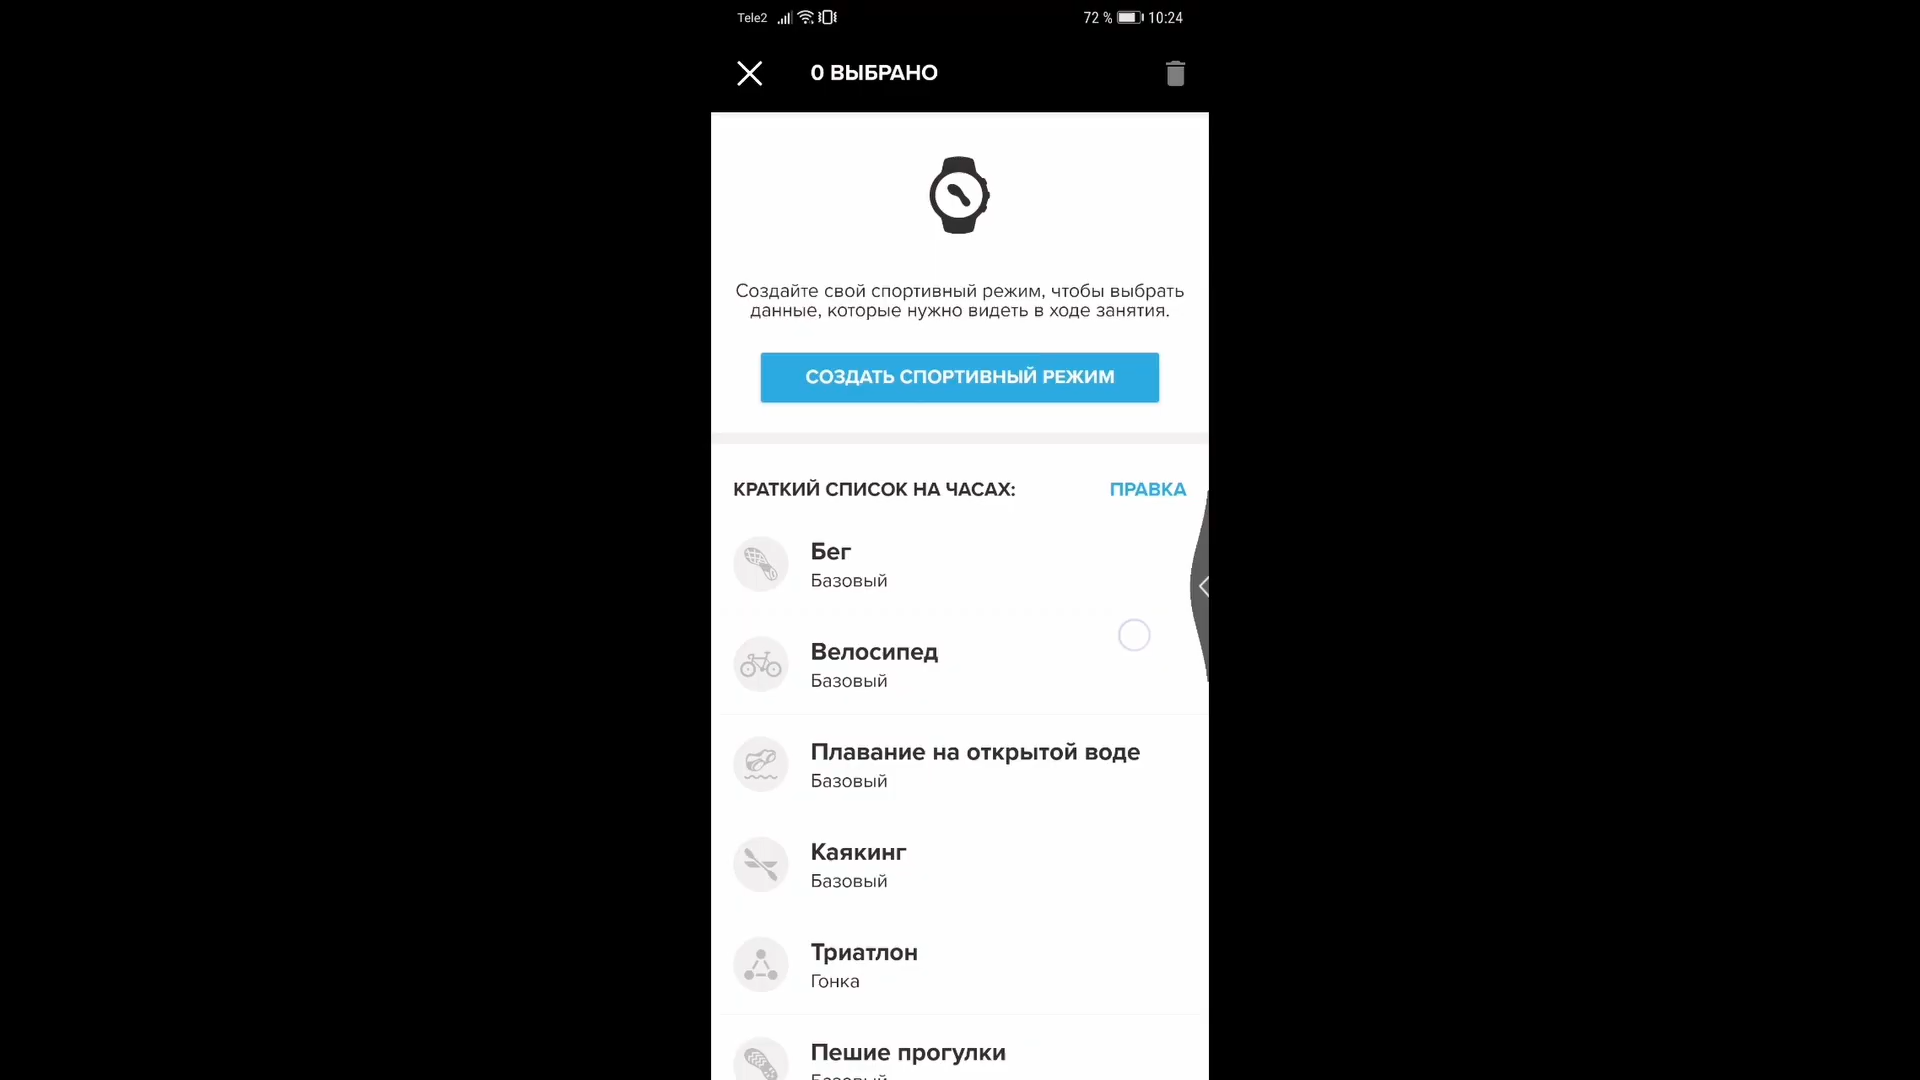 Tele2 72 % 10:24
0 ВЫБРАНО
Создайте свой спортивный режим, чтобы выбрать
данные, которые нужно видеть в ходе занятия.
СОЗДАТЬ СПОРТИВНЫЙ РЕЖИМ
КРАТКИЙ СПИСОК НА ЧАСАХ: ПРАВКА
Бег
Базовый
Велосипед
Базовый
Плавание на открытой воде
Базовый
Каякинг
Базовый
Триатлон
Гонка
Пешие прогулки
Базовый